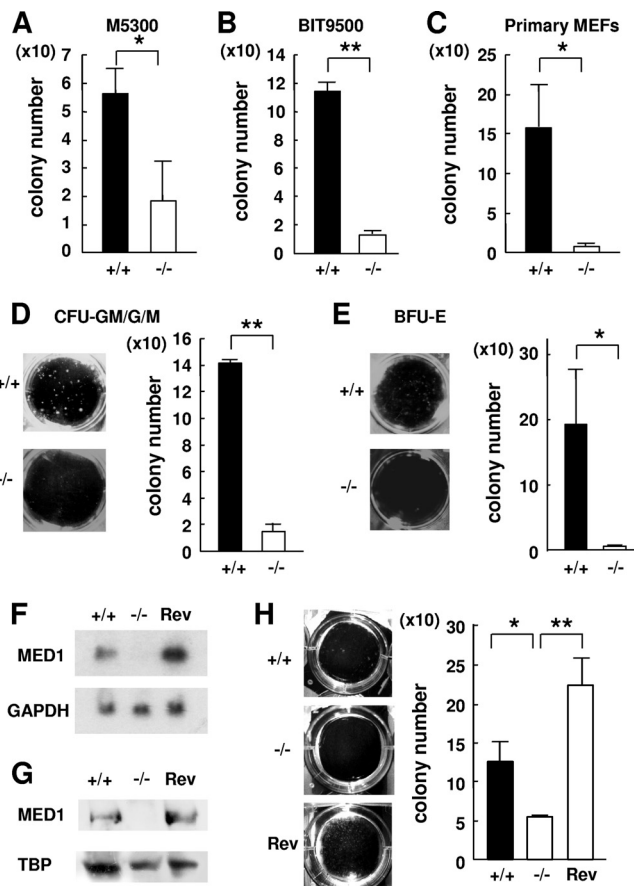 A
M5300
(x10)
*
colony number
7
6
5
4
3
2
1
0
+/+ -/-
B
BIT9500
(x10)
**
colony number
14
12
10
8
6
4
2
0
+/+ -/-
C
Primary MEFs
(x10)
*
colony number
25
20
15
10
5
0
+/+ -/-
D
CFU-GM/G/M
+/+
-/-
(x10)
**
colony number
16
14
12
10
8
6
4
2
0
+/+ -/-
E
BFU-E
+/+
-/-
(x10)
*
colony number
30
20
10
0
+/+ -/-
F
+/+ -/- Rev
MED1
GAPDH
G
+/+ -/- Rev
MED1
TBP
H
+/+
-/-
Rev
(x10)
* **
colony number
30
25
20
15
10
5
0
+/+ -/- Rev